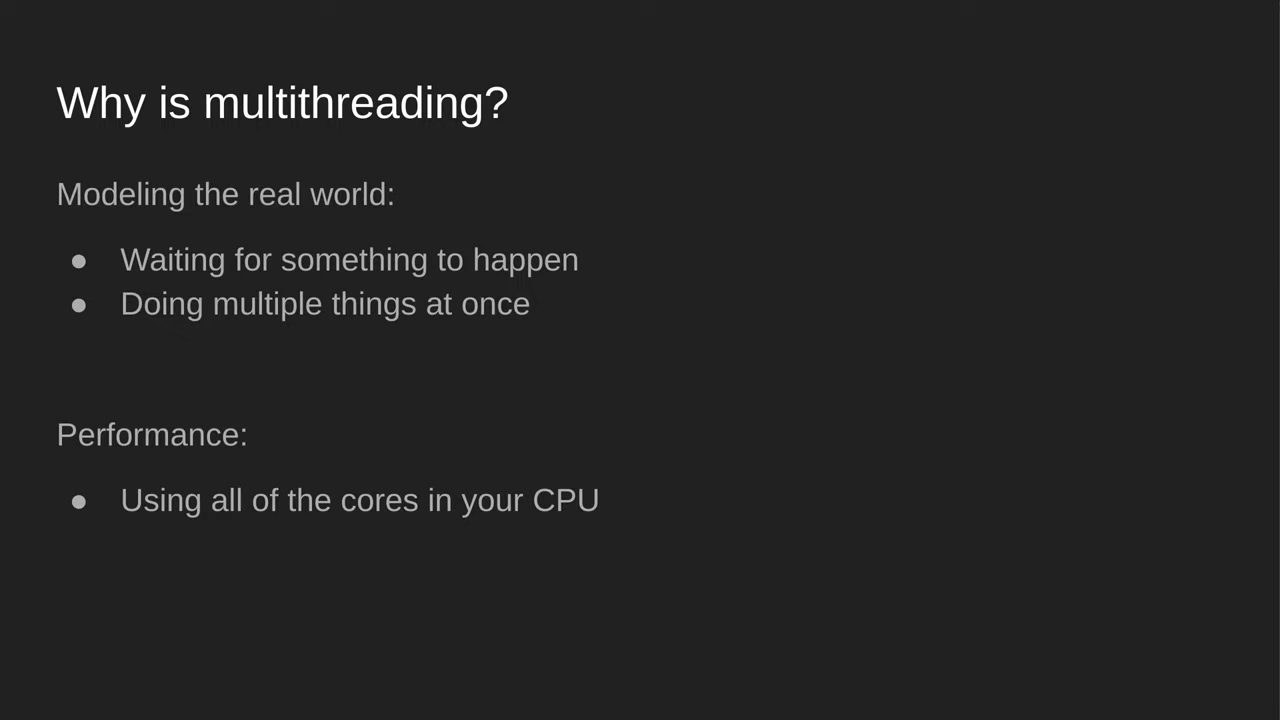 Why is multithreading?
Modeling the real world:
● Waiting for something to happen
● Doing multiple things at once
Performance:
● Using all of the cores in your CPU